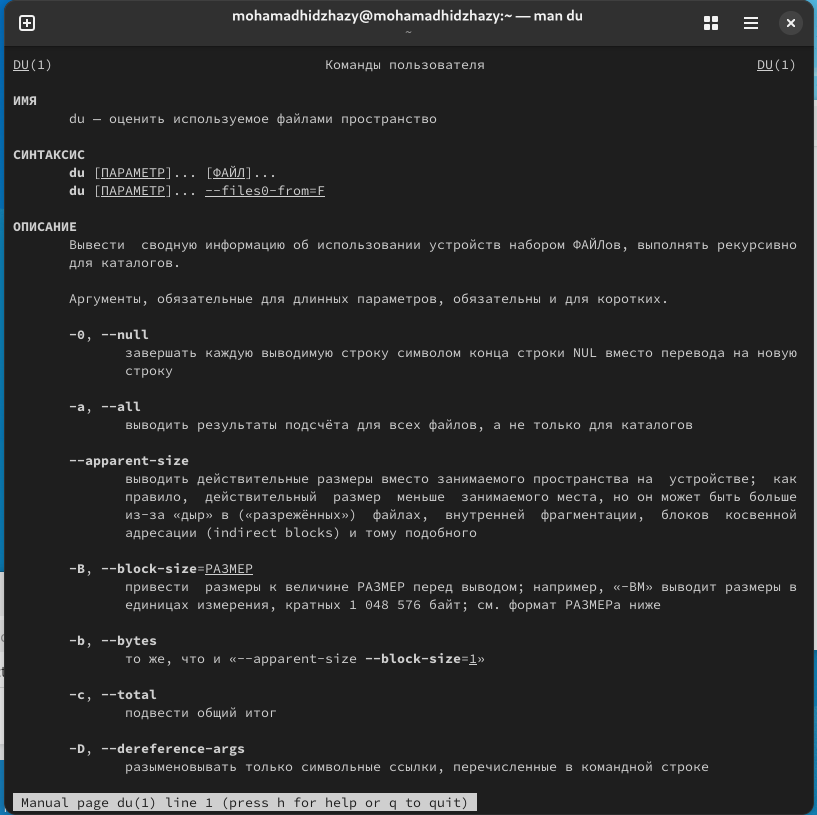 mohamadhidzhazy@mohamadhidzhazy:~ — man du
~
DU(1) Команды пользователя DU(1)
ИМЯ
du — оценить используемое файлами пространство
СИНТАКСИС
du [ПАРАМЕТР]... [ФАЙЛ]...
du [ПАРАМЕТР]... --files0-from=F
ОПИСАНИЕ
Вывести сводную информацию об использовании устройств набором ФАЙЛов, выполнять рекурсивно
для каталогов.
Аргументы, обязательные для длинных параметров, обязательны и для коротких.
-0, --null
завершать каждую выводимую строку символом конца строки NUL вместо перевода на новую
строку
-a, --all
выводить результаты подсчёта для всех файлов, а не только для каталогов
--apparent-size
выводить действительные размеры вместо занимаемого пространства на устройстве; как
правило, действительный размер меньше занимаемого места, но он может быть больше
из-за «дыр» в («разрежённых») файлах, внутренней фрагментации, блоков косвенной
адресации (indirect blocks) и тому подобного
-B, --block-size=РАЗМЕР
привести размеры к величине РАЗМЕР перед выводом; например, «-BM» выводит размеры в
единицах измерения, кратных 1 048 576 байт; см. формат РАЗМЕРа ниже
-b, --bytes
то же, что и «--apparent-size --block-size=1»
-c, --total
подвести общий итог
-D, --dereference-args
разыменовывать только символьные ссылки, перечисленные в командной строке
Manual page du(1) line 1 (press h for help or q to quit)